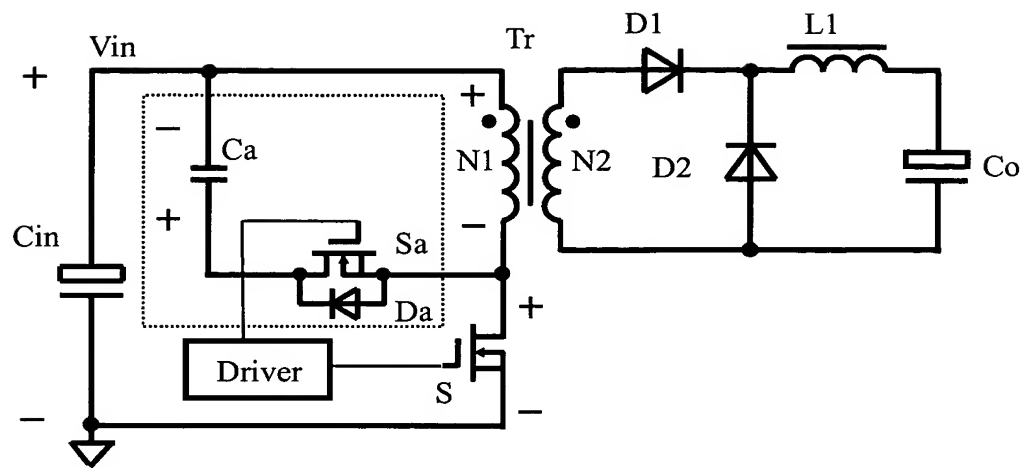 D1
L1
Tr
Vin
+
+
−
Ca
N1
N2
D2
Co
+
−
Cin
Sa
Da
+
Driver
S
−
−